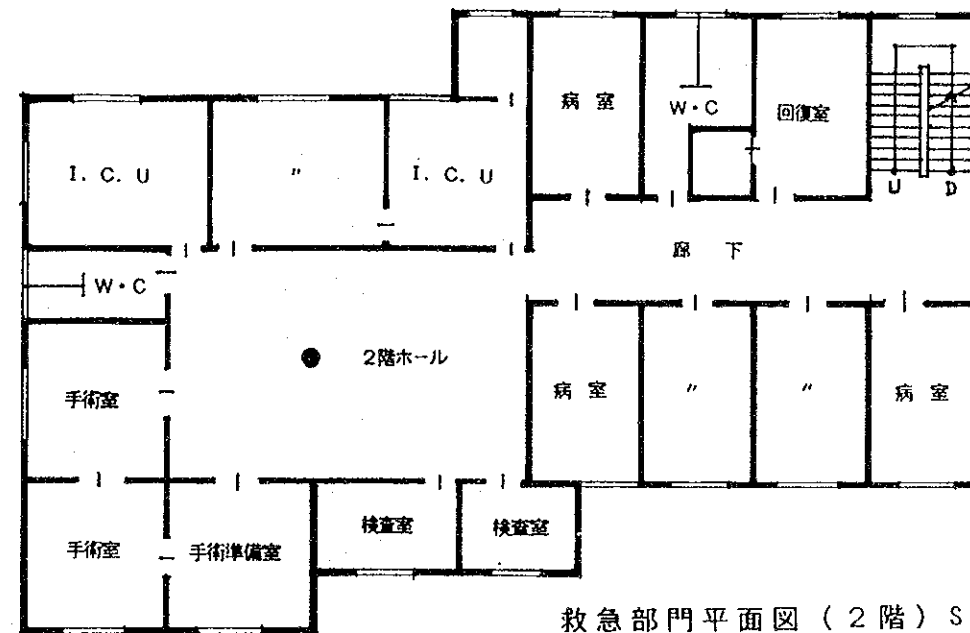 病室
W・C
回復室
I. C. U
〃
I. C. U
U
D
廊下
W・C
2階ホール
手術室
病室
〃
〃
病室
検査室
検査室
手術室
手術準備室
救急部門平面図(2階)S